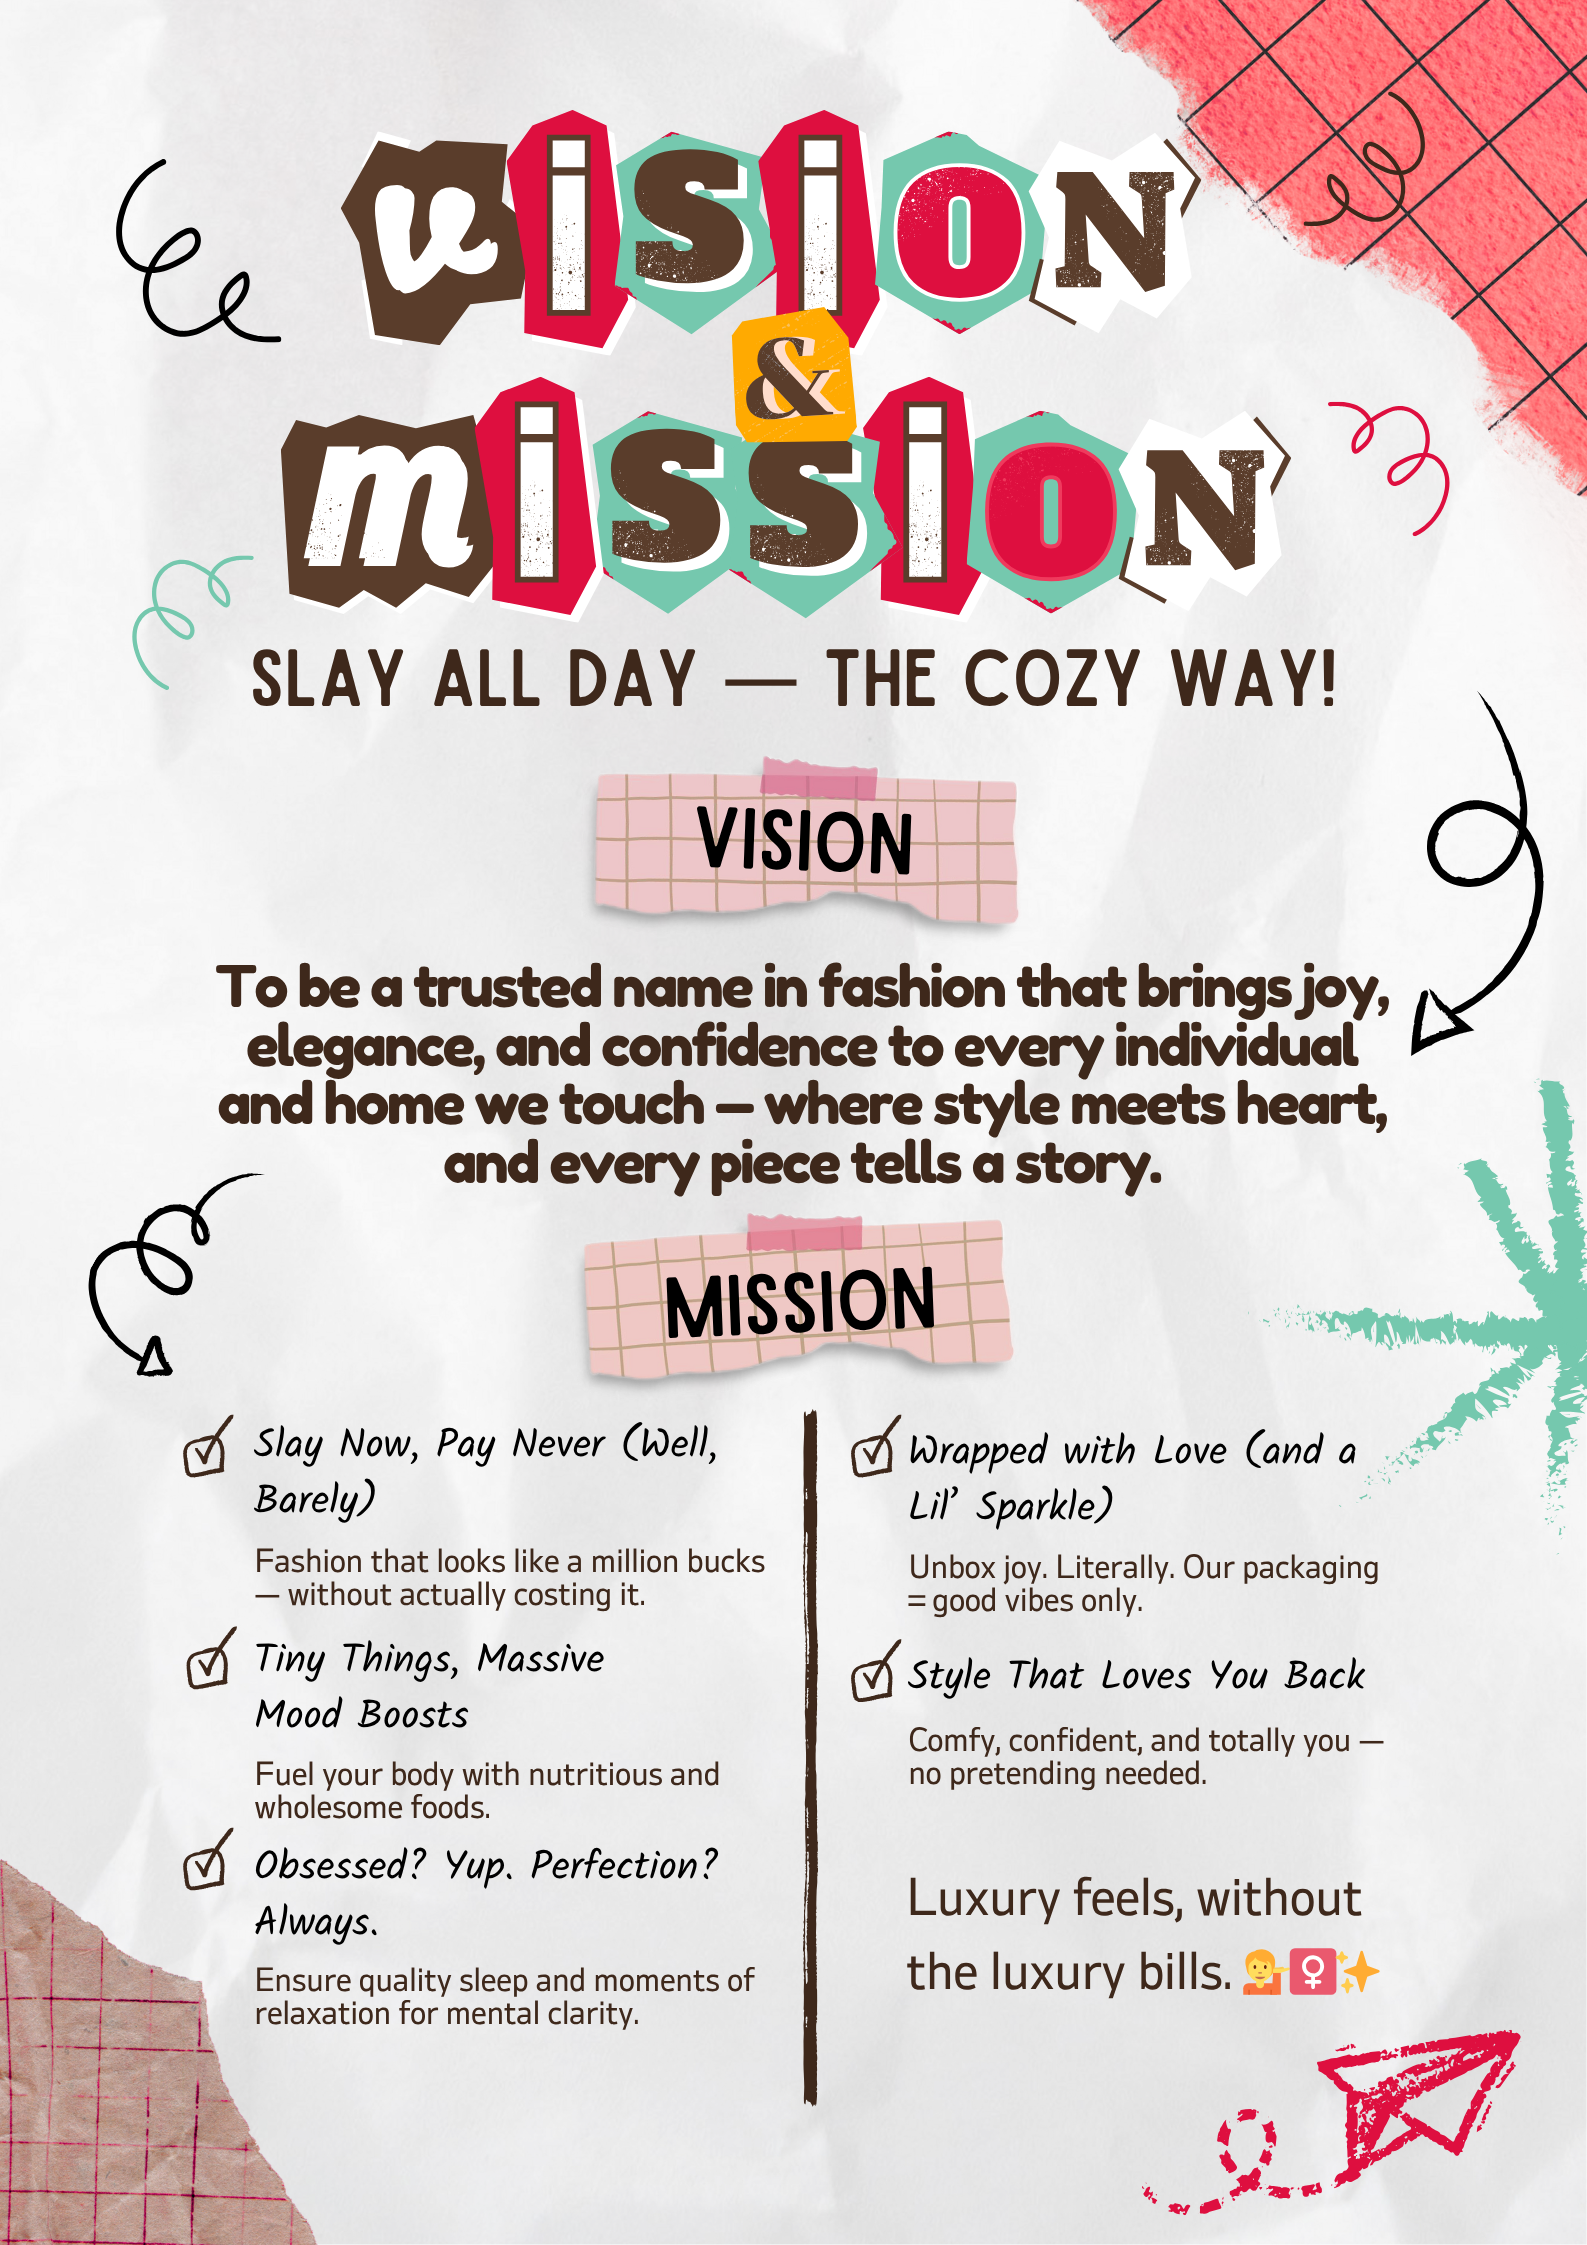 vision
&
mission
SLAY ALL DAY — THE COZY WAY!
VISION
To be a trusted name in fashion that brings joy,
elegance, and confidence to every individual
and home we touch — where style meets heart,
and every piece tells a story.
MISSION
Slay Now, Pay Never (Well,
Barely)
Fashion that looks like a million bucks
— without actually costing it.
Tiny Things, Massive
Mood Boosts
Fuel your body with nutritious and
wholesome foods.
Obsessed? Yup. Perfection?
Always.
Ensure quality sleep and moments of
relaxation for mental clarity.
Wrapped with Love (and a
Lil’ Sparkle)
Unbox joy. Literally. Our packaging
= good vibes only.
Style That Loves You Back
Comfy, confident, and totally you —
no pretending needed.
Luxury feels, without
the luxury bills. 💁♀️✨